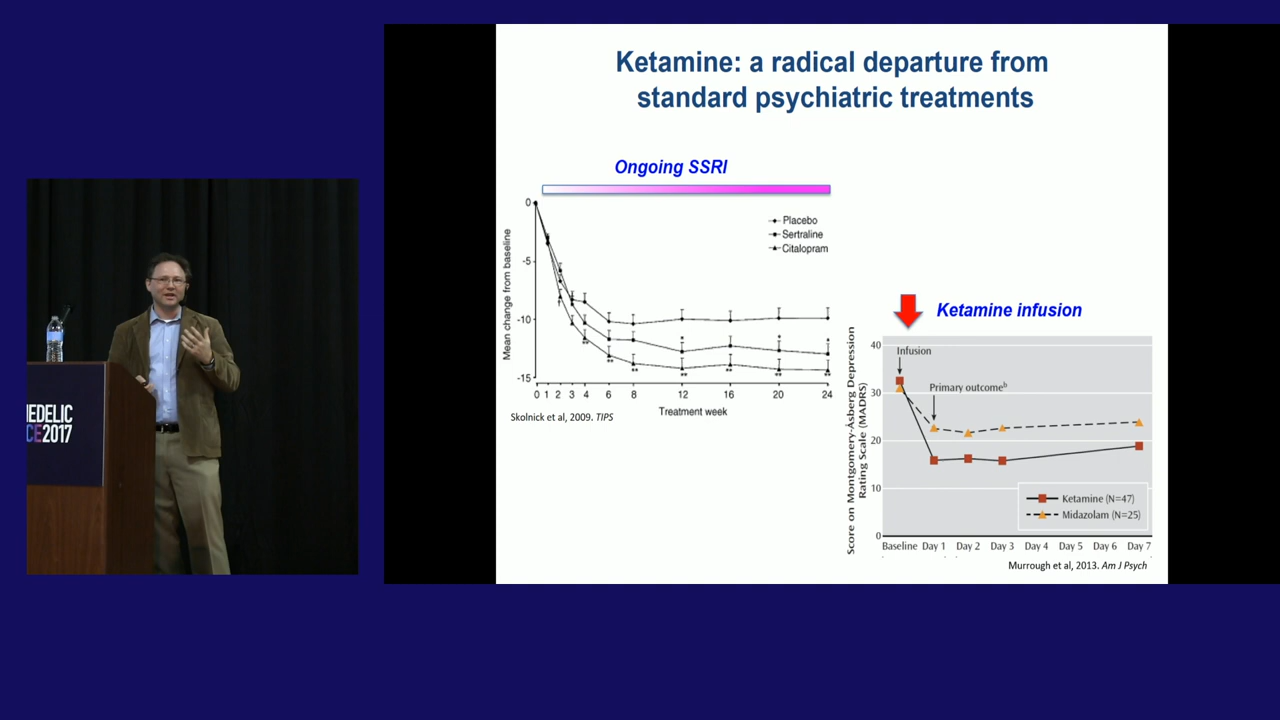 Ketamine: a radical departure from
standard psychiatric treatments
Ongoing SSRI
0
-5
-10
-15
Mean change from baseline
Placebo
Sertraline
Citalopram
**
**
**
*
**
**
*
**
*
**
0 1 2 3 4 6 8 12 16 20 24
Treatment week
Skolnick et al, 2009. TIPS
Ketamine infusion
Score on Montgomery-Åsberg Depression
Rating Scale (MADRS)
40
30
20
10
0
Infusion
Primary outcomeᵇ
Ketamine (N=47)
Midazolam (N=25)
Baseline Day 1 Day 2 Day 3 Day 4 Day 5 Day 6 Day 7
Murrough et al, 2013. Am J Psych
HEDELIC
CE2017